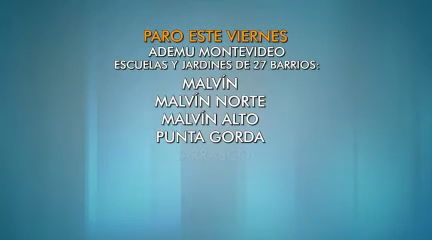 PARO ESTE VIERNES
ADEMU MONTEVIDEO
ESCUELAS Y JARDINES DE 27 BARRIOS:
MALVÍN
MALVÍN NORTE
MALVÍN ALTO
PUNTA GORDA